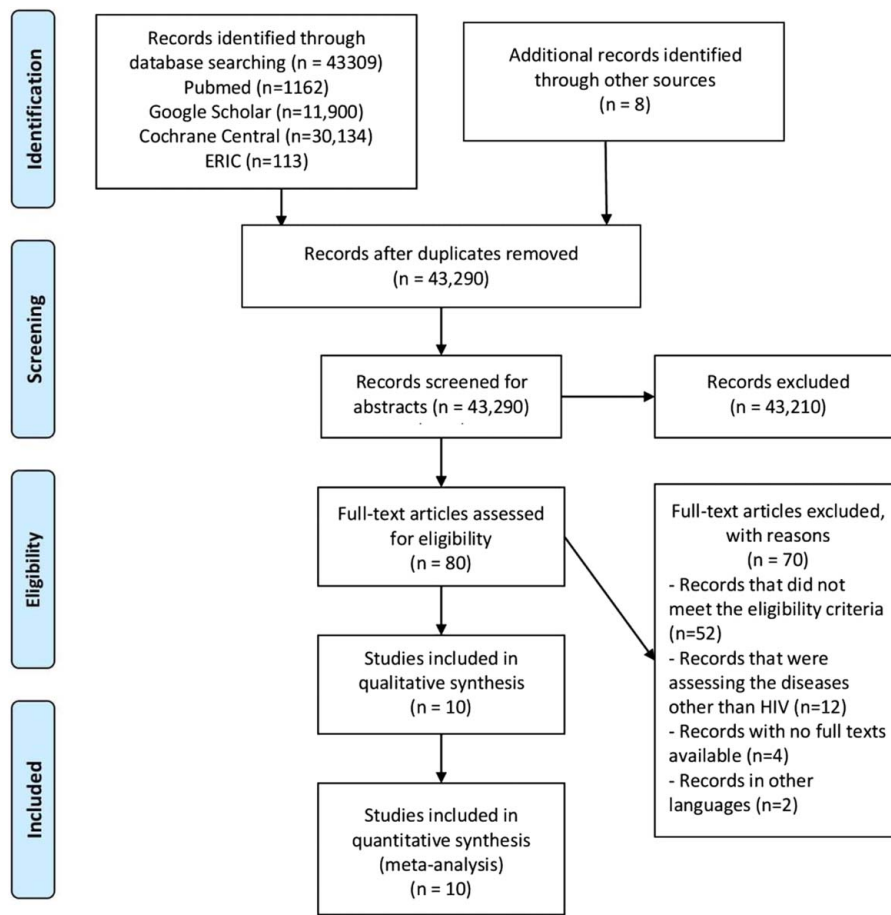 Identification
Records identified through
database searching (n = 43309)
Pubmed (n=1162)
Google Scholar (n=11,900)
Cochrane Central (n=30,134)
ERIC (n=113)
Additional records identified
through other sources
(n = 8)
Screening
Records after duplicates removed
(n = 43,290)
Records screened for
abstracts (n = 43,290)
Records excluded
(n = 43,210)
Eligibility
Full-text articles assessed
for eligibility
(n = 80)
Full-text articles excluded,
with reasons
(n = 70)
- Records that did not
meet the eligibility criteria
(n=52)
- Records that were
assessing the diseases
other than HIV (n=12)
- Records with no full texts
available (n=4)
- Records in other
languages (n=2)
Studies included in
qualitative synthesis
(n = 10)
Included
Studies included in
quantitative synthesis
(meta-analysis)
(n = 10)